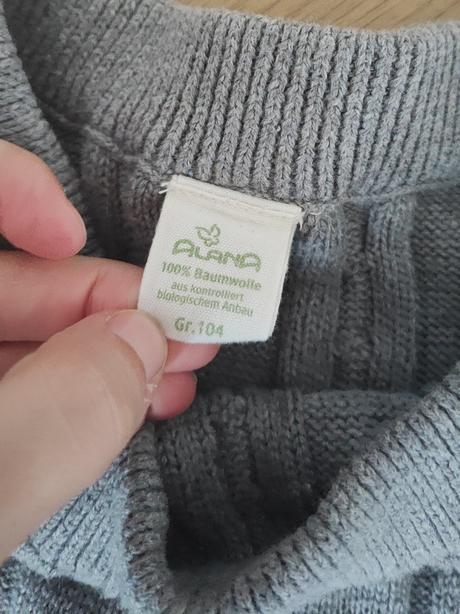 ALANA
100% Baumwolle
aus kontrolliert
biologischem Anbau
Gr.104